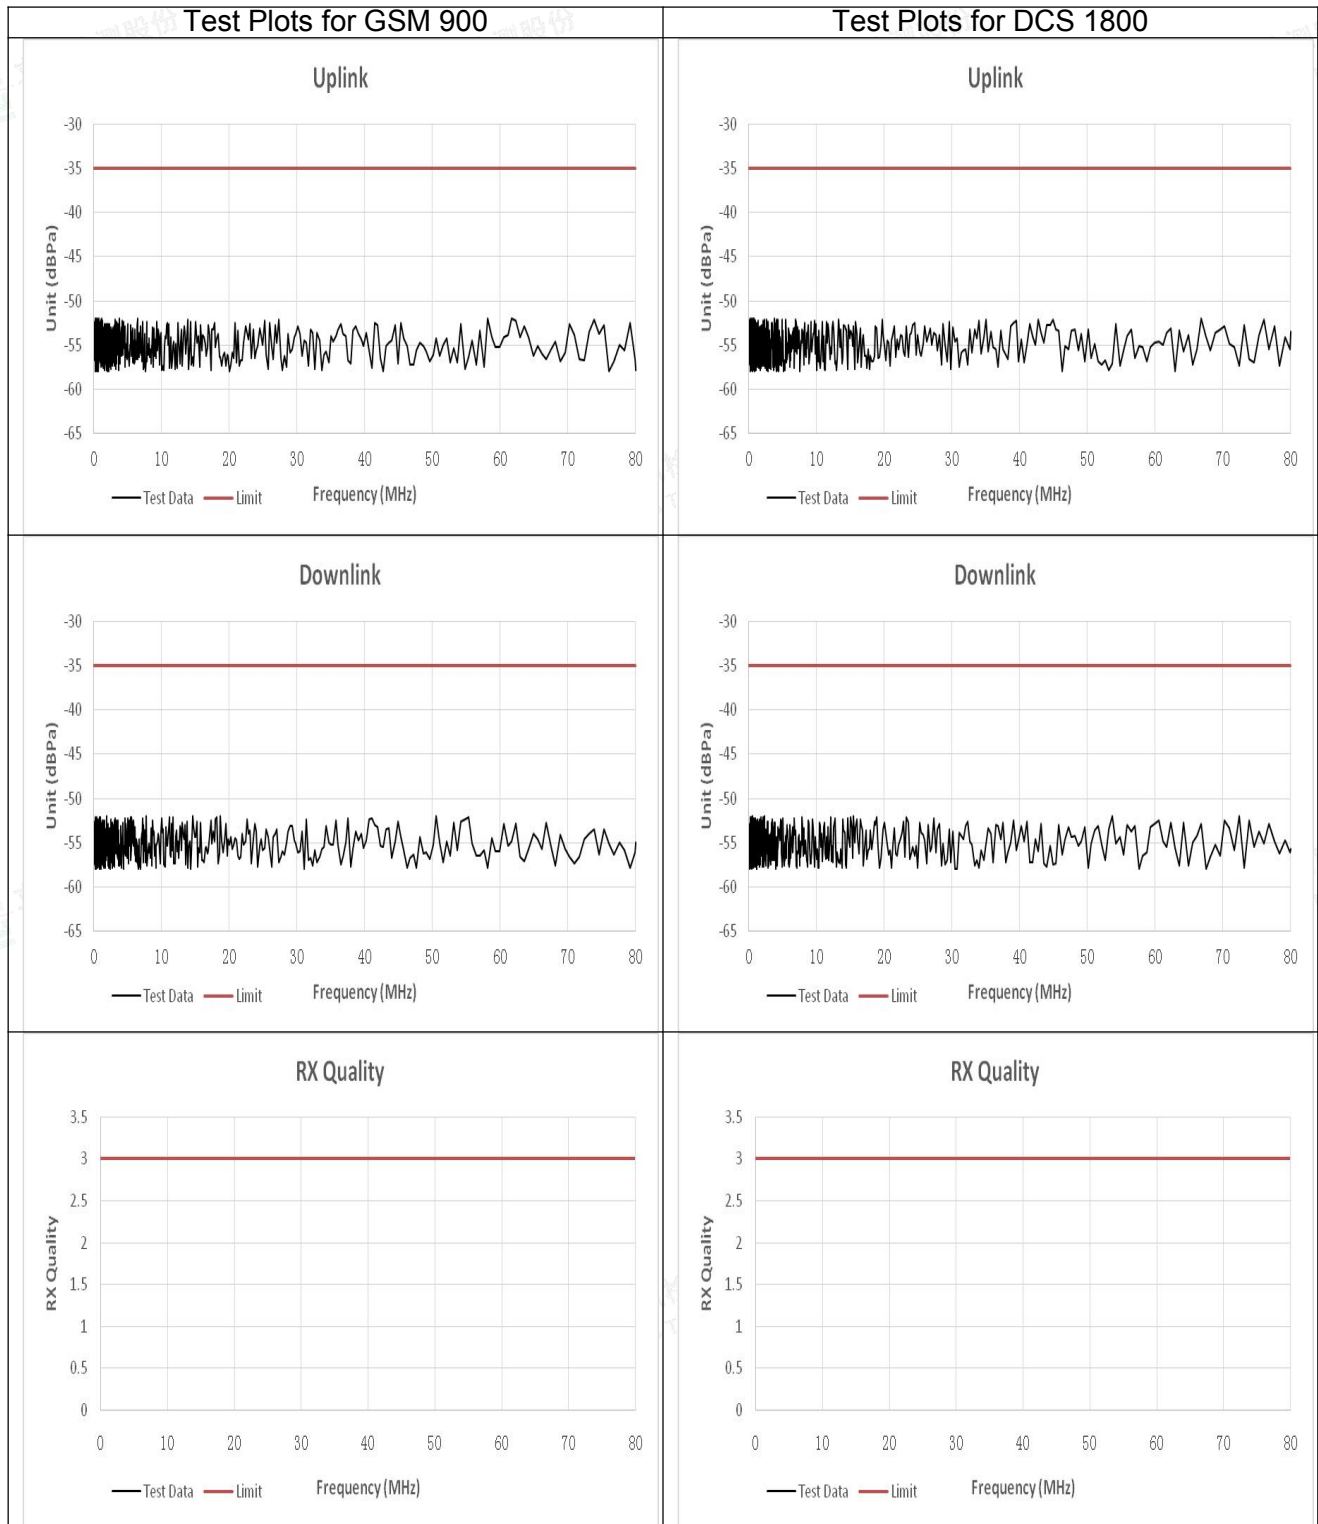 Test Plots for GSM 900
Test Plots for DCS 1800
Uplink
-30
-35
-40
-45
-50
-55
-60
-65
Unit (dBPa)
0 10 20 30 40 50 60 70 80
Test Data Limit Frequency (MHz)
Uplink
-30
-35
-40
-45
-50
-55
-60
-65
Unit (dBPa)
0 10 20 30 40 50 60 70 80
Test Data Limit Frequency (MHz)
Downlink
-30
-35
-40
-45
-50
-55
-60
-65
Unit (dBPa)
0 10 20 30 40 50 60 70 80
Test Data Limit Frequency (MHz)
Downlink
-30
-35
-40
-45
-50
-55
-60
-65
Unit (dBPa)
0 10 20 30 40 50 60 70 80
Test Data Limit Frequency (MHz)
RX Quality
3.5
3
2.5
2
1.5
1
0.5
0
RX Quality
0 10 20 30 40 50 60 70 80
Test Data Limit Frequency (MHz)
RX Quality
3.5
3
2.5
2
1.5
1
0.5
0
RX Quality
0 10 20 30 40 50 60 70 80
Test Data Limit Frequency (MHz)